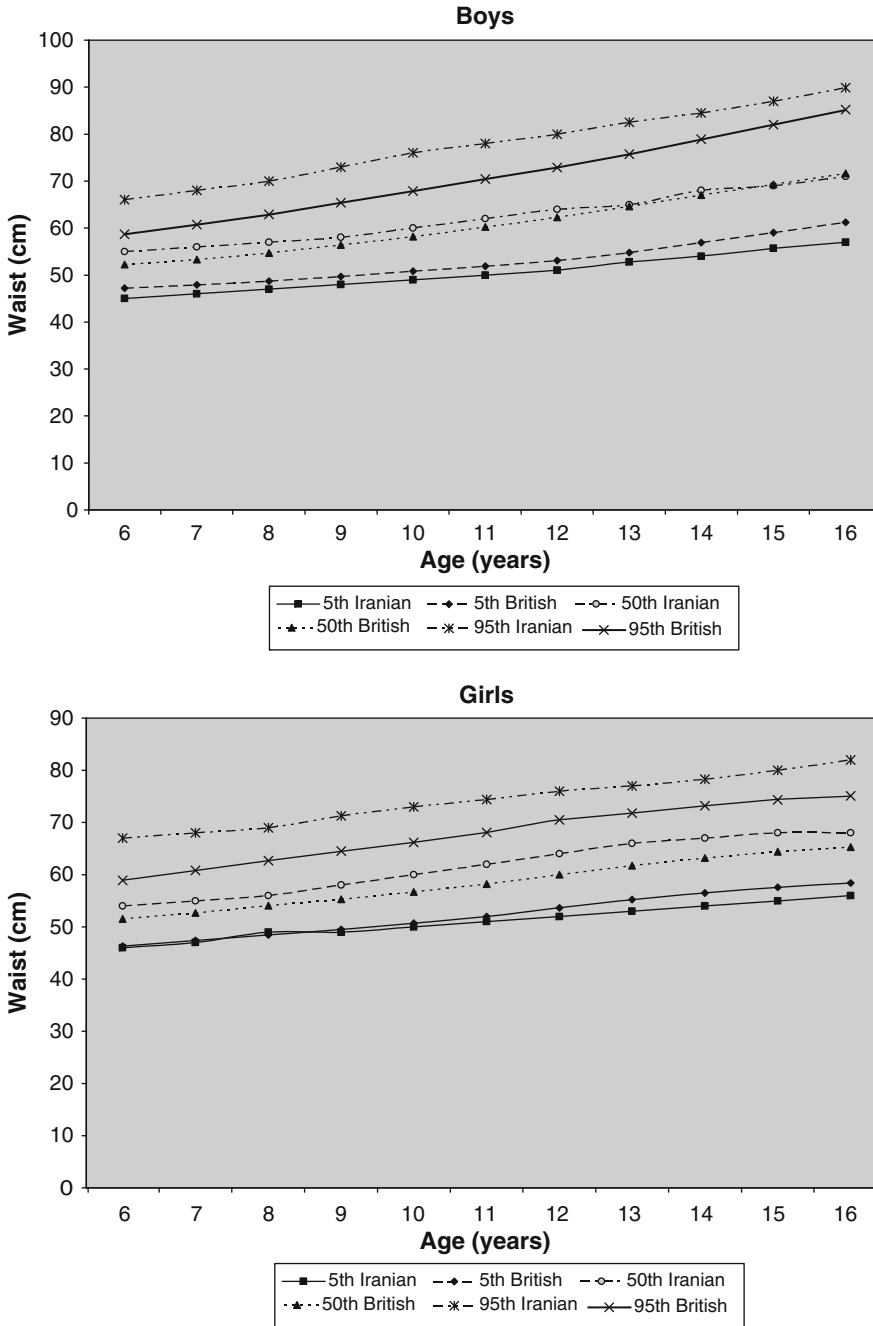 Boys
100
90
80
70
60
50
40
30
20
10
0
Waist (cm)
6 7 8 9 10 11 12 13 14 15 16
Age (years)
5th Iranian 5th British 50th Iranian
50th British 95th Iranian 95th British
Girls
90
80
70
60
50
40
30
20
10
0
Waist (cm)
6 7 8 9 10 11 12 13 14 15 16
Age (years)
5th Iranian 5th British 50th Iranian
50th British 95th Iranian 95th British